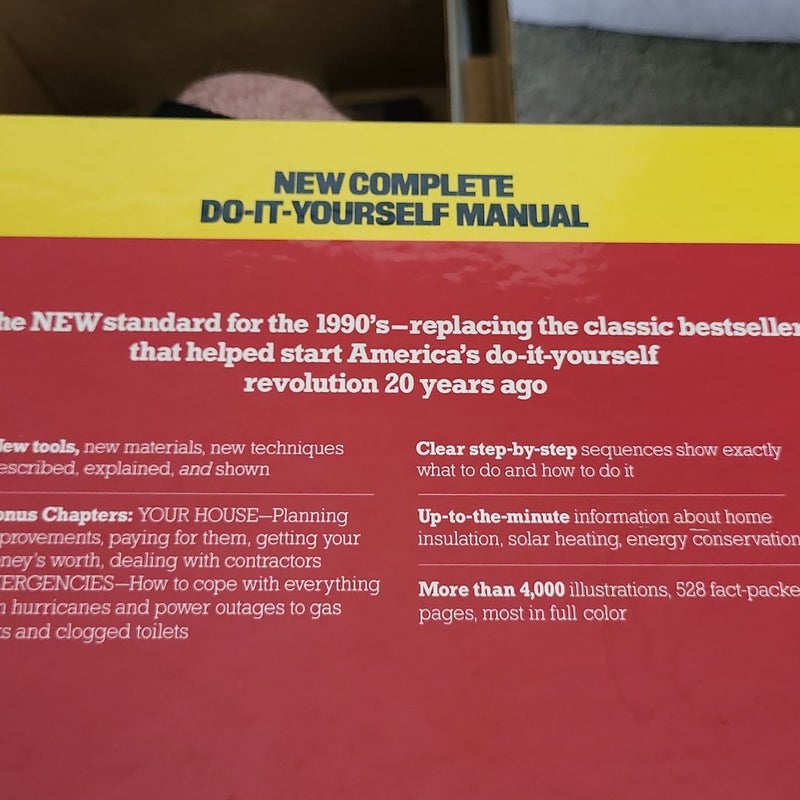 NEW COMPLETE
DO-IT-YOURSELF MANUAL
he NEW standard for the 1990's—replacing the classic bestseller
that helped start America's do-it-yourself
revolution 20 years ago
ew tools, new materials, new techniques
escribed, explained, and shown
onus Chapters: YOUR HOUSE—Planning
provements, paying for them, getting your
ney's worth, dealing with contractors
ERGENCIES—How to cope with everything
n hurricanes and power outages to gas
s and clogged toilets
Clear step-by-step sequences show exactly
what to do and how to do it
Up-to-the-minute information about home
insulation, solar heating, energy conservation
More than 4,000 illustrations, 528 fact-packe
pages, most in full color